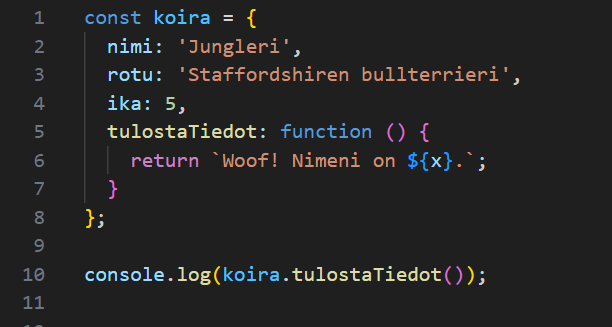 1 const koira = {
2 nimi: 'Jungleri',
3 rotu: 'Staffordshiren bullterrieri',
4 ika: 5,
5 tulostaTiedot: function () {
6 return `Woof! Nimeni on ${x}.`;
7 }
8 };
9
10 console.log(koira.tulostaTiedot());
11